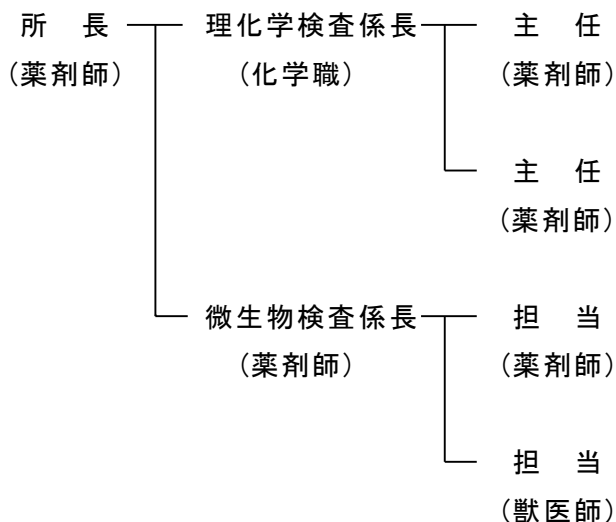 所 長 理化学検査係長 主 任
(薬剤師) (化学職) (薬剤師)
主 任
(薬剤師)
微生物検査係長 担 当
(薬剤師) (薬剤師)
担 当
(獣医師)